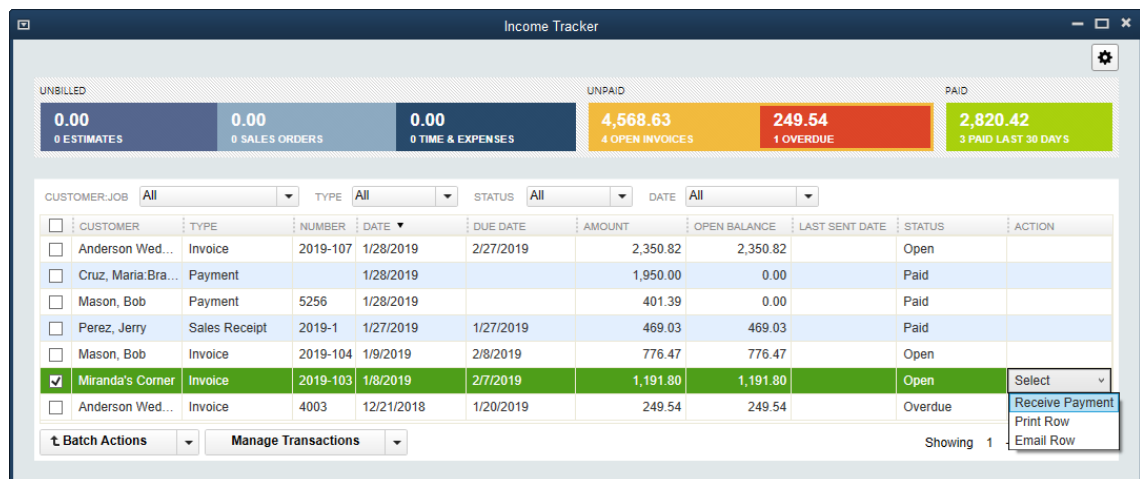 Income Tracker
UNBILLED UNPAID PAID
0.00 0.00 0.00 4,568.63 249.54 2,820.42
0 ESTIMATES 0 SALES ORDERS 0 TIME & EXPENSES 4 OPEN INVOICES 1 OVERDUE 3 PAID LAST 30 DAYS
CUSTOMER:JOB All TYPE All STATUS All DATE All
CUSTOMER TYPE NUMBER DATE ▼ DUE DATE AMOUNT OPEN BALANCE LAST SENT DATE STATUS ACTION
Anderson Wed... Invoice 2019-107 1/28/2019 2/27/2019 2,350.82 2,350.82 Open
Cruz, Maria:Bra... Payment 1/28/2019 1,950.00 0.00 Paid
Mason, Bob Payment 5256 1/28/2019 401.39 0.00 Paid
Perez, Jerry Sales Receipt 2019-1 1/27/2019 1/27/2019 469.03 469.03 Paid
Mason, Bob Invoice 2019-104 1/9/2019 2/8/2019 776.47 776.47 Open
Miranda's Corner Invoice 2019-103 1/8/2019 2/7/2019 1,191.80 1,191.80 Open Select
Anderson Wed... Invoice 4003 12/21/2018 1/20/2019 249.54 249.54 Overdue Receive Payment
Print Row
Batch Actions Manage Transactions Showing 1 Email Row